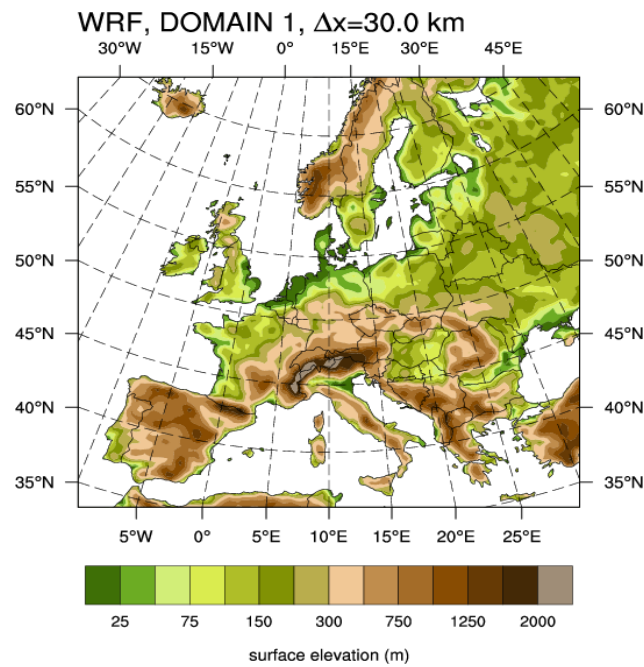 WRF, DOMAIN 1, Δx=30.0 km
30°W 15°W 0° 15°E 30°E 45°E
60°N 60°N
55°N 55°N
50°N 50°N
45°N 45°N
40°N 40°N
35°N 35°N
5°W 0° 5°E 10°E 15°E 20°E 25°E
25 75 150 300 750 1250 2000
surface elevation (m)